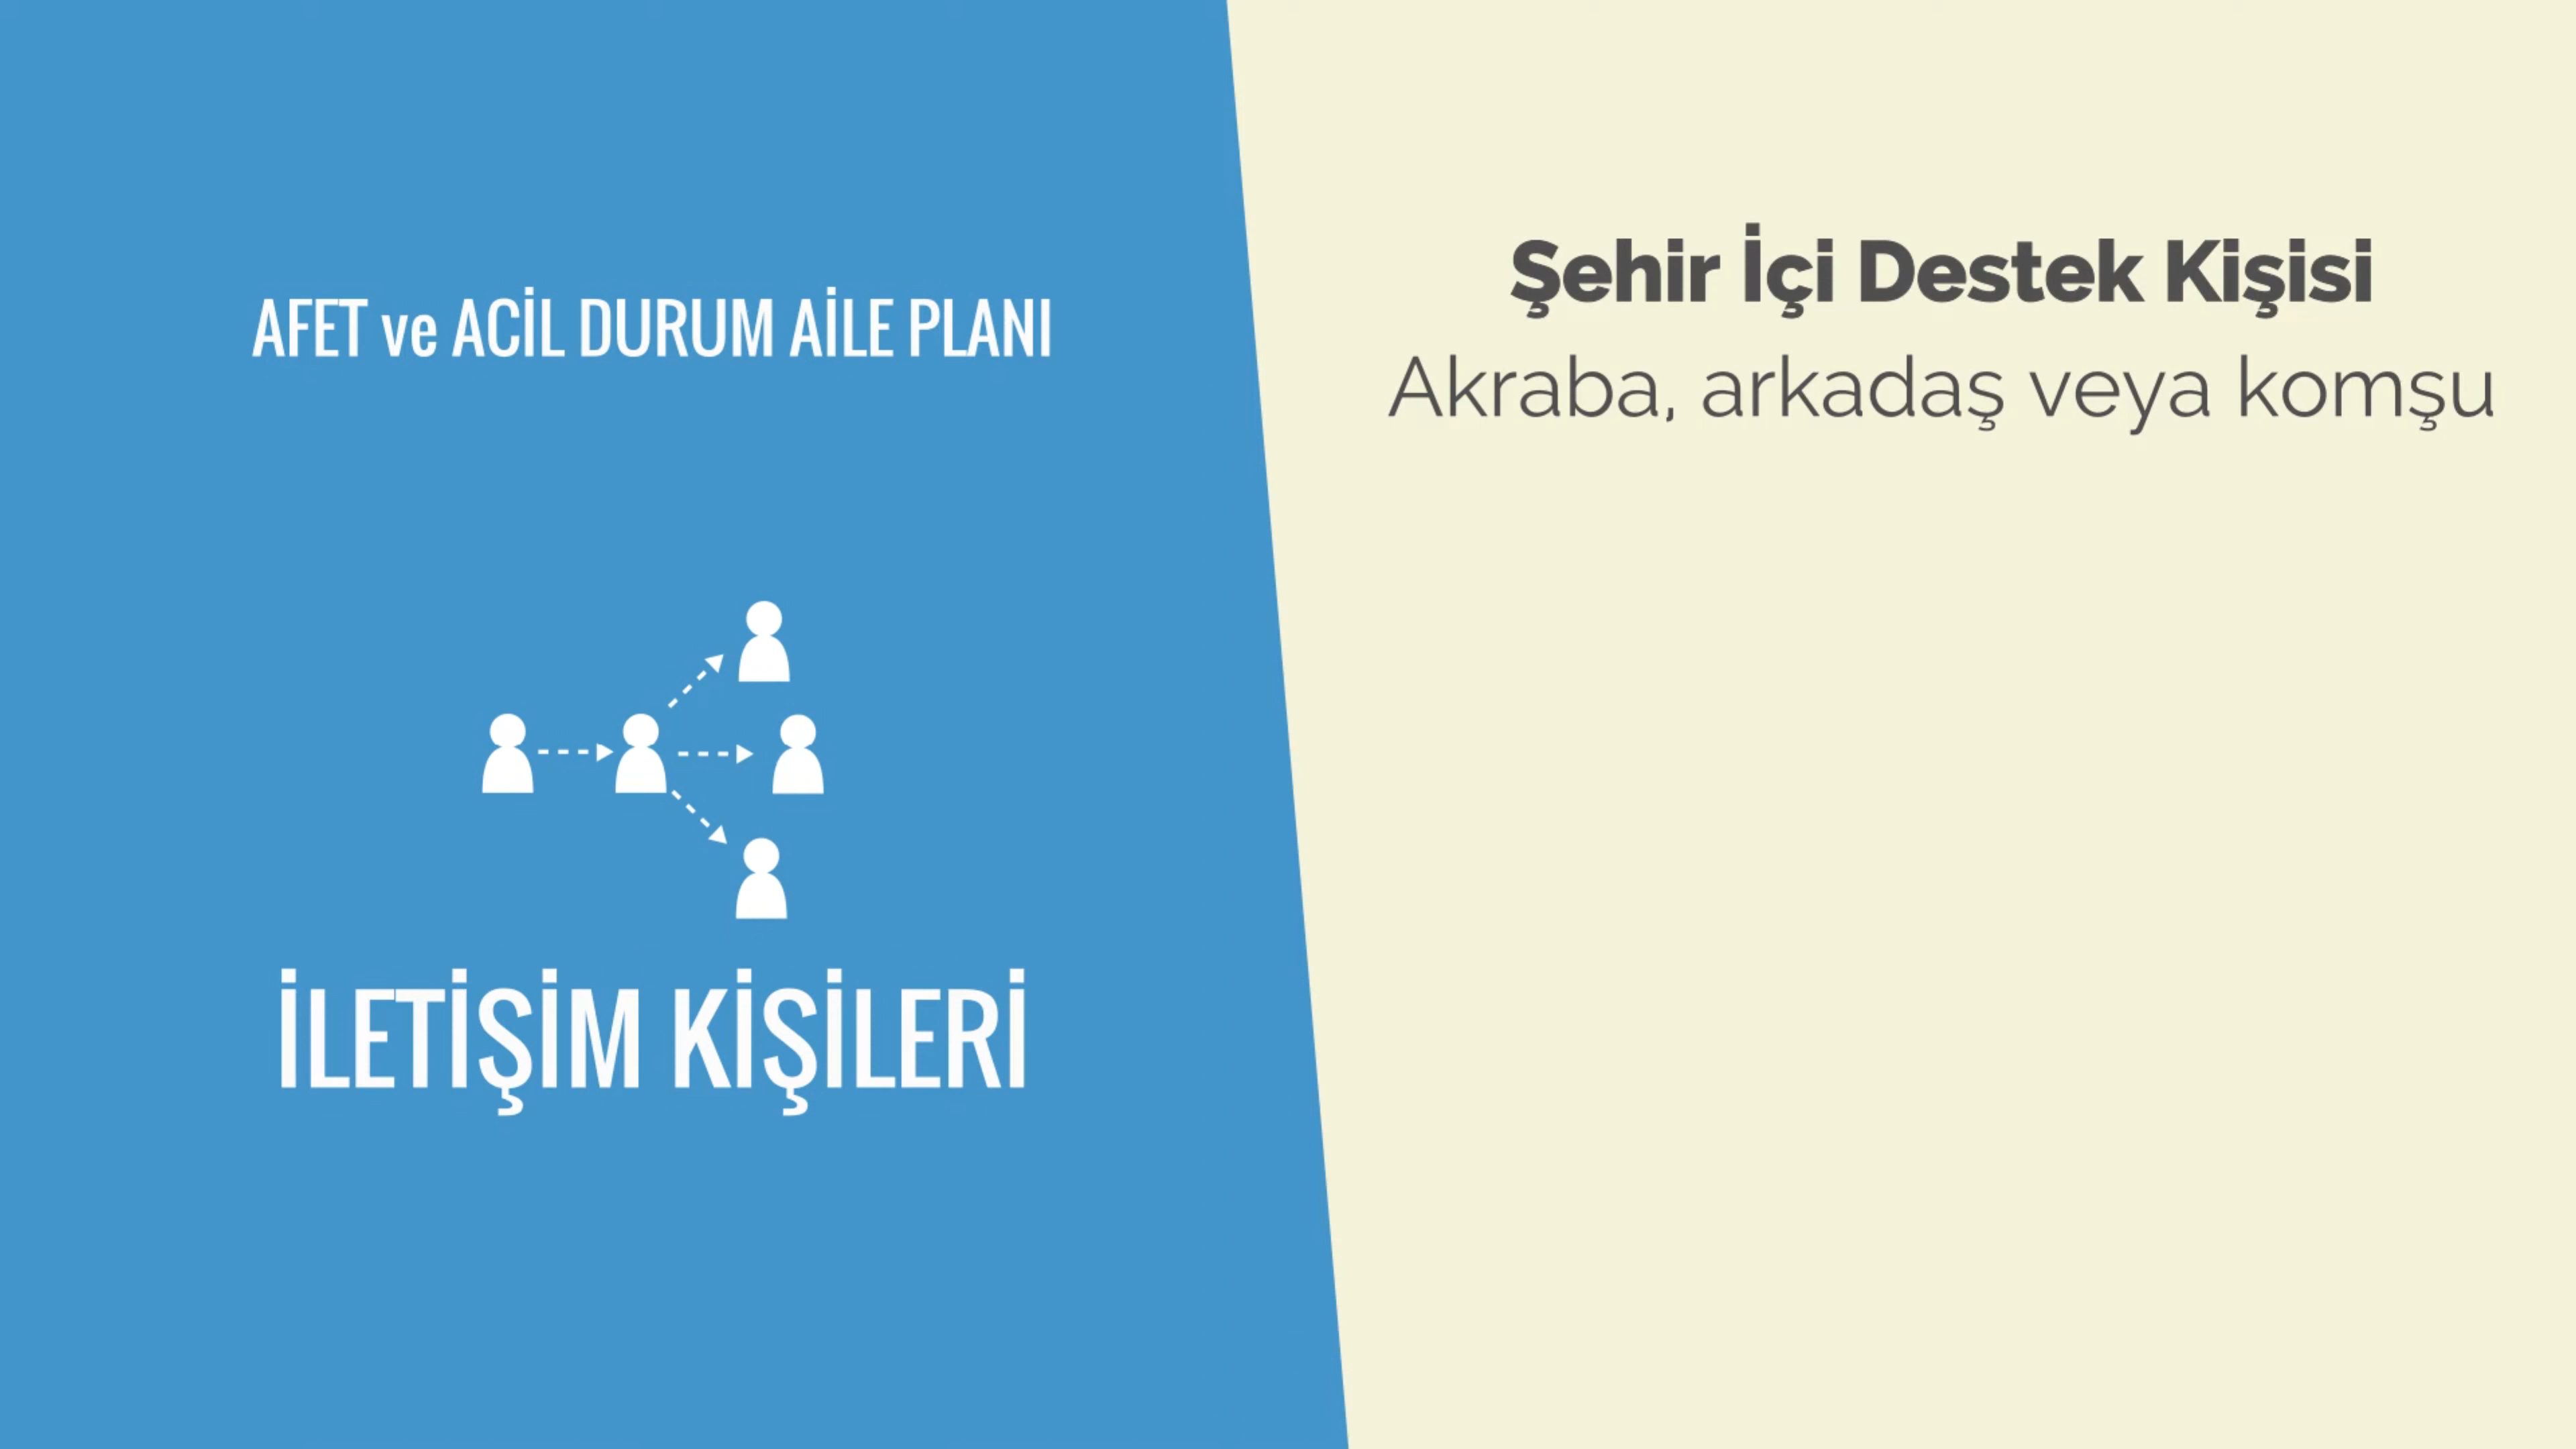 AFET ve ACİL DURUM AİLE PLANI
İLETİŞİM KİŞİLERİ
Şehir İçi Destek Kişisi
Akraba, arkadaş veya komşu